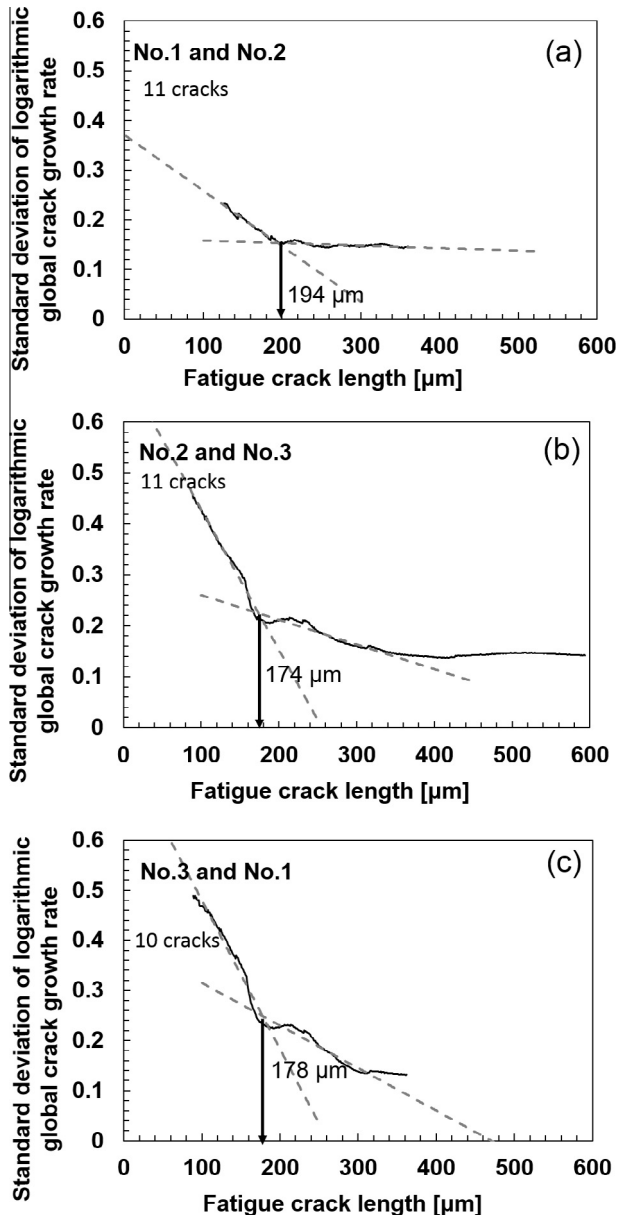 Standard deviation of logarithmic
global crack growth rate
0.6
0.5
0.4
0.3
0.2
0.1
0
No.1 and No.2
11 cracks
(a)
194 µm
0 100 200 300 400 500 600
Fatigue crack length [µm]
Standard deviation of logarithmic
global crack growth rate
0.6
0.5
0.4
0.3
0.2
0.1
0
No.2 and No.3
11 cracks
(b)
174 µm
0 100 200 300 400 500 600
Fatigue crack length [µm]
Standard deviation of logarithmic
global crack growth rate
0.6
0.5
0.4
0.3
0.2
0.1
0
No.3 and No.1
10 cracks
(c)
178 µm
0 100 200 300 400 500 600
Fatigue crack length [µm]